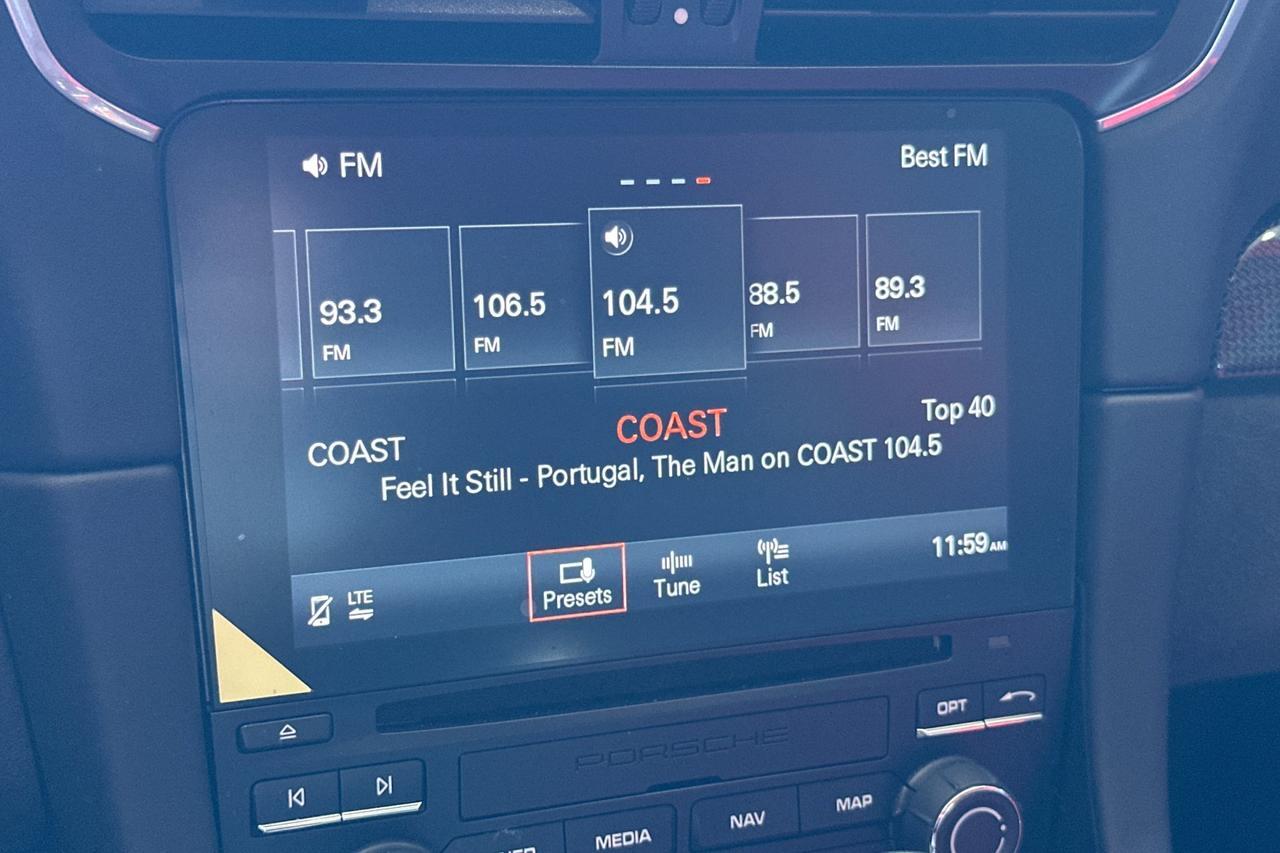 FM
Best FM
93.3
FM
106.5
FM
104.5
FM
88.5
FM
89.3
FM
COAST
COAST
Top 40
Feel It Still - Portugal, The Man on COAST 104.5
LTE
Presets
Tune
List
11:59 AM
OPT
PORSCHE
MEDIA
NAV
MAP